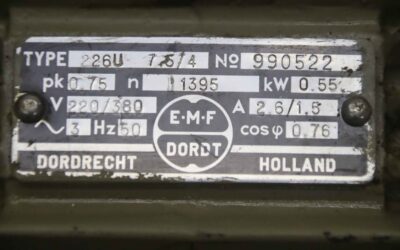 TYPE 226U 7.5/4 Nº 990522
pk 0.75 n 1395 kW 0.55
V 220/380 A 2.6/1.5
~ 3 Hz 50 cos φ 0.76
E·M·F
DORDT
DORDRECHT HOLLAND